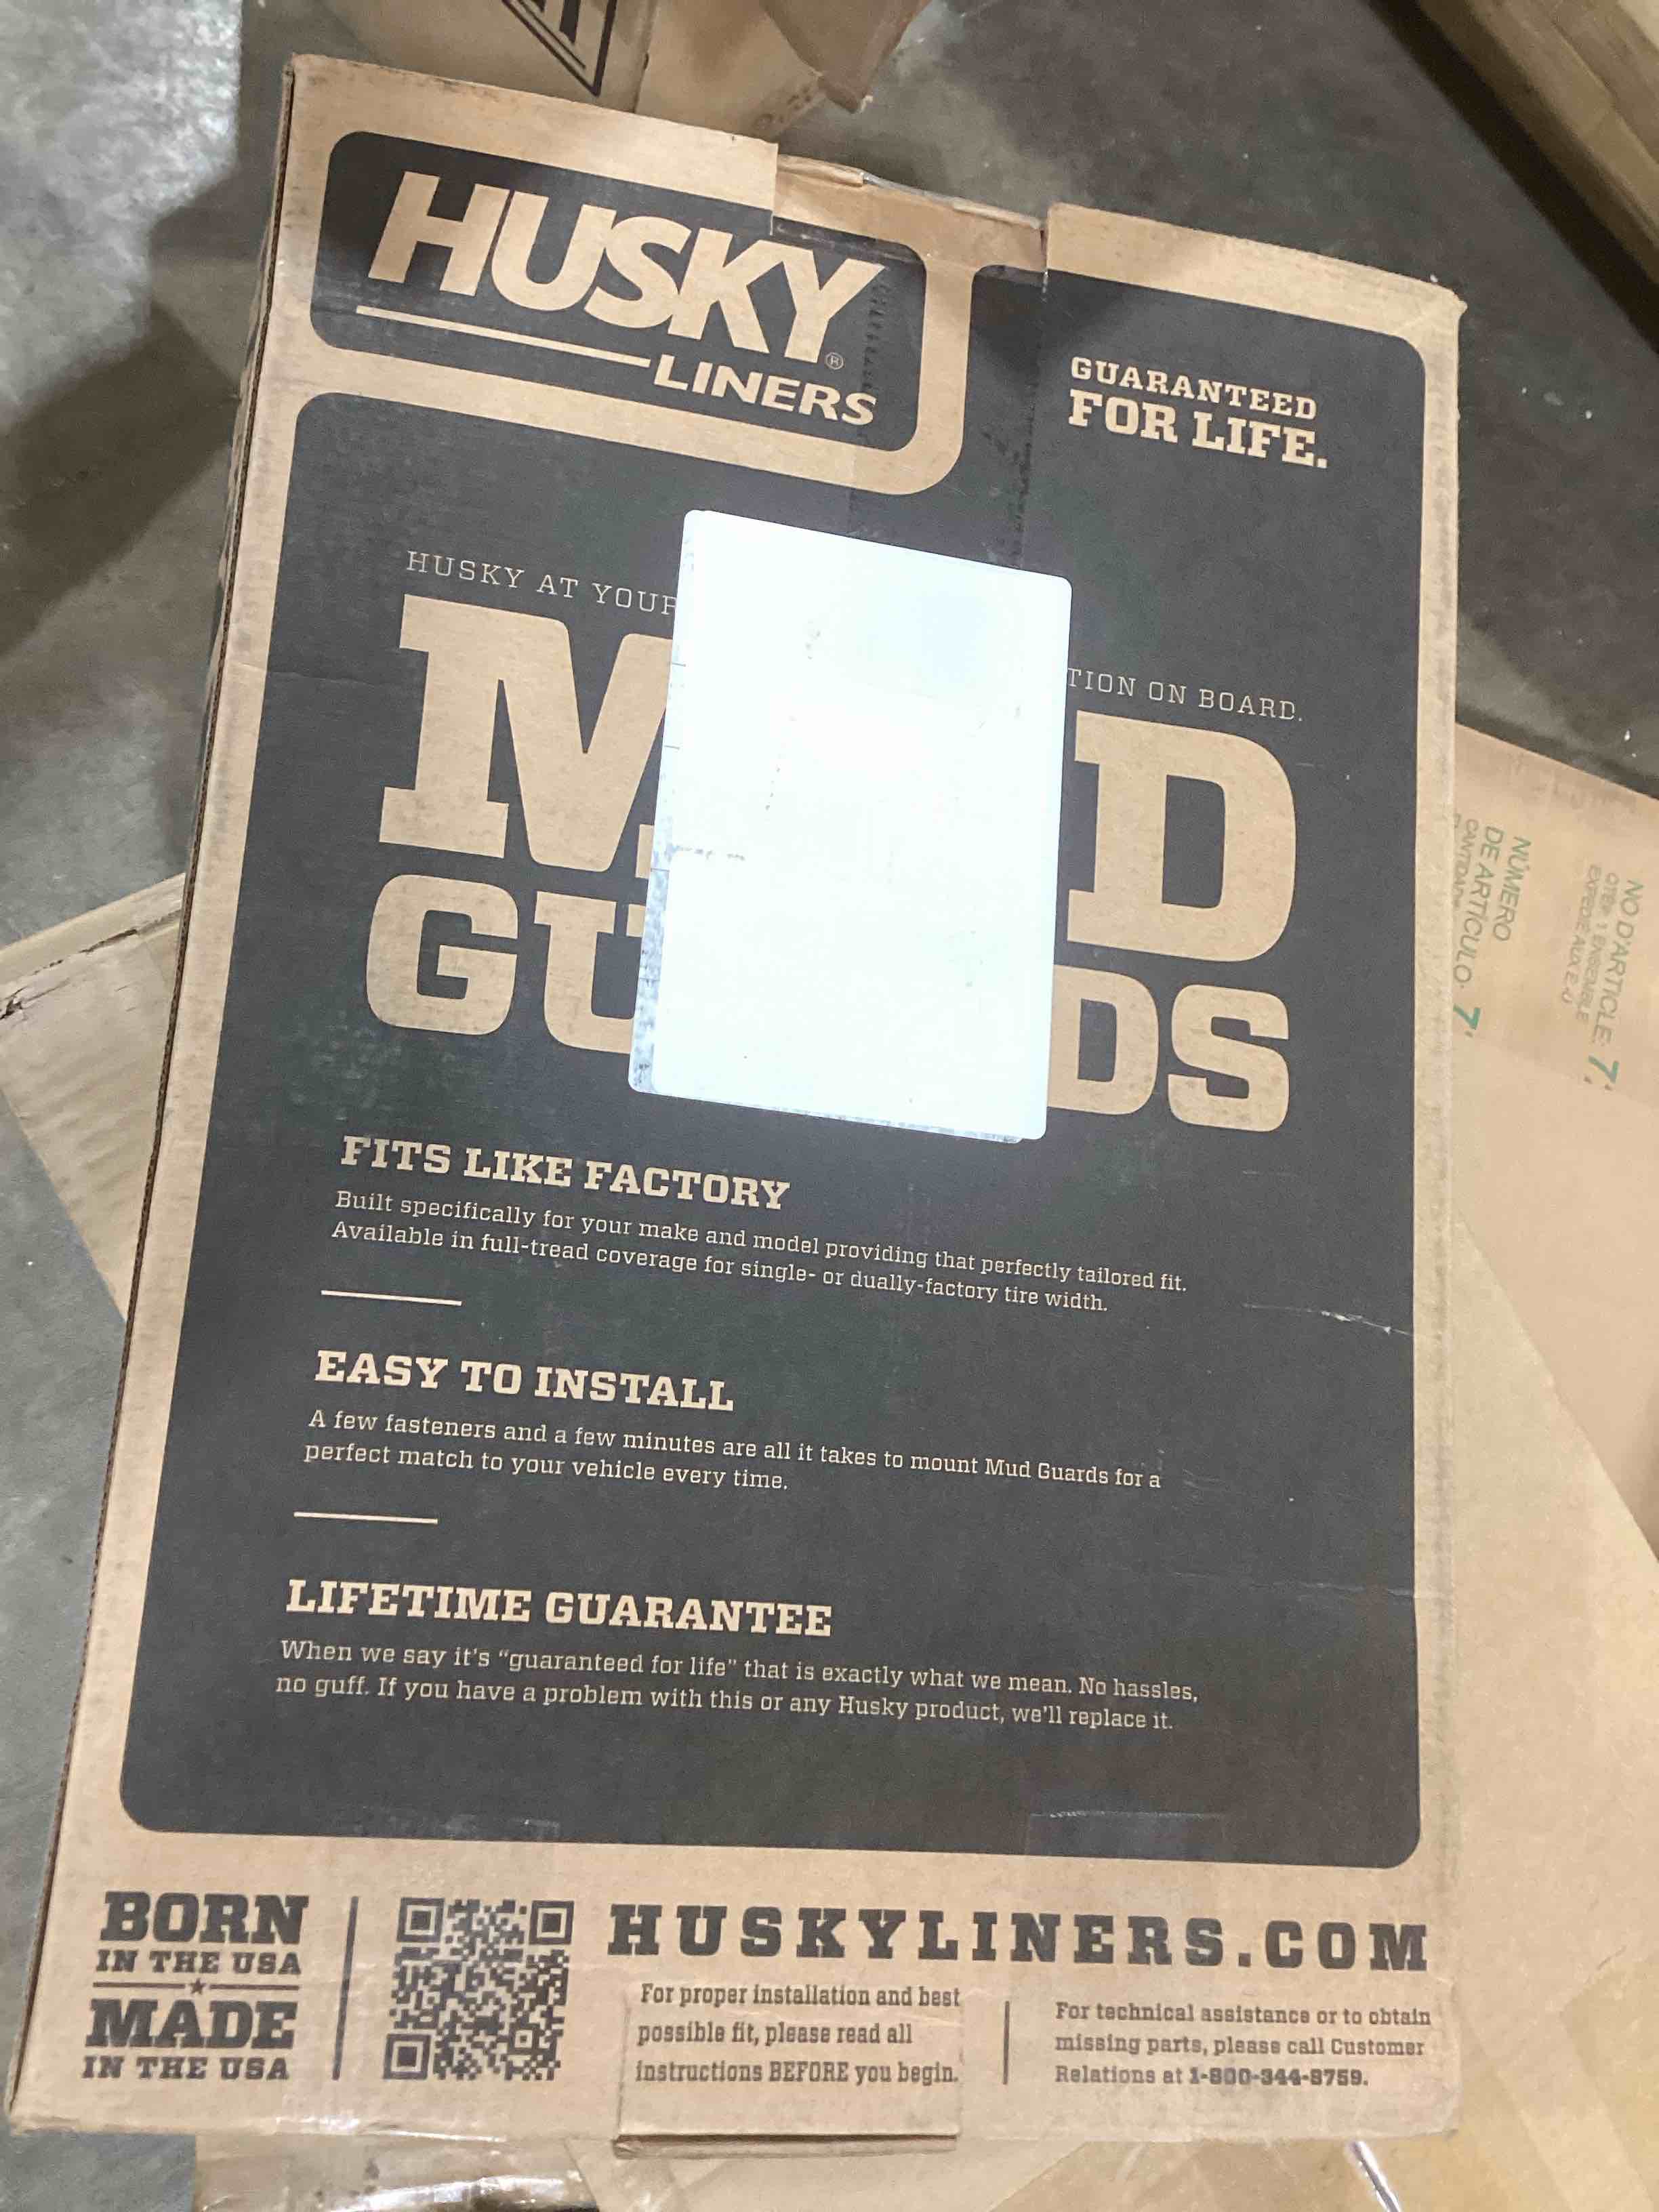 HUSKY®
LINERS
GUARANTEED
FOR LIFE.
HUSKY AT YOUR
TION ON BOARD.
M D
GU DS
FITS LIKE FACTORY
Built specifically for your make and model providing that perfectly tailored fit.
Available in full-tread coverage for single- or dually-factory tire width.
EASY TO INSTALL
A few fasteners and a few minutes are all it takes to mount Mud Guards for a
perfect match to your vehicle every time.
LIFETIME GUARANTEE
When we say it's "guaranteed for life" that is exactly what we mean. No hassles,
no guff. If you have a problem with this or any Husky product, we'll replace it.
BORN
IN THE USA
MADE
IN THE USA
HUSKYLINERS.COM
For proper installation and best
possible fit, please read all
instructions BEFORE you begin.
For technical assistance or to obtain
missing parts, please call Customer
Relations at 1-800-344-8759.
NO D'ARTICLE 7
NÚMERO
DE ARTICULO 7